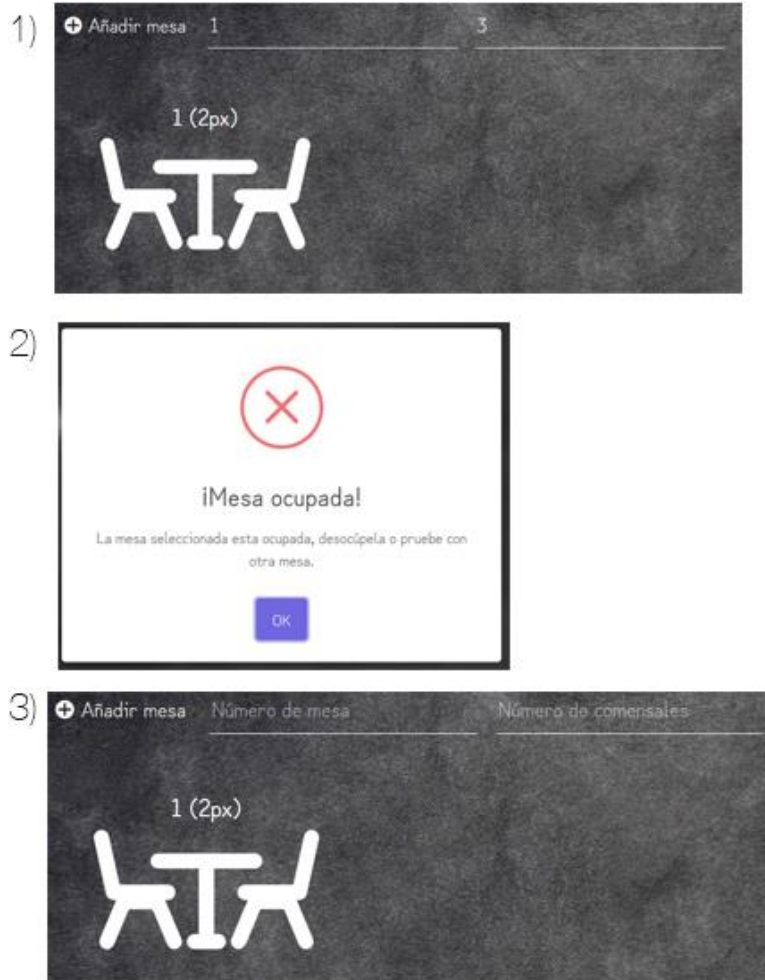 1)
Añadir mesa 1 3
1 (2px)
2)
¡Mesa ocupada!
La mesa seleccionada esta ocupada, desocúpela o pruebe con
otra mesa.
OK
3)
Añadir mesa Número de mesa Número de comensales
1 (2px)